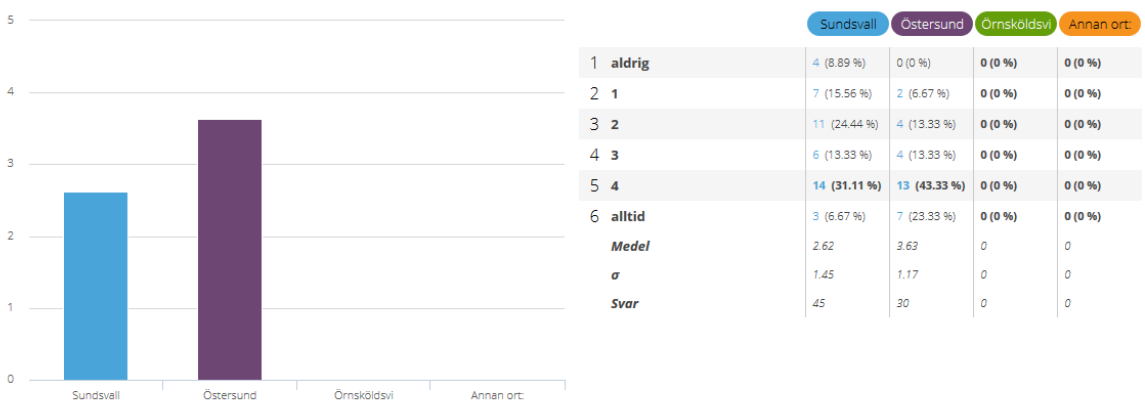 5
4
3
2
1
0
Sundsvall Östersund Örnsköldsvi Annan ort:
Sundsvall Östersund Örnsköldsvi Annan ort:
1 aldrig 4 (8.89 %) 0 (0 %) 0 (0 %) 0 (0 %)
2 1 7 (15.56 %) 2 (6.67 %) 0 (0 %) 0 (0 %)
3 2 11 (24.44 %) 4 (13.33 %) 0 (0 %) 0 (0 %)
4 3 6 (13.33 %) 4 (13.33 %) 0 (0 %) 0 (0 %)
5 4 14 (31.11 %) 13 (43.33 %) 0 (0 %) 0 (0 %)
6 alltid 3 (6.67 %) 7 (23.33 %) 0 (0 %) 0 (0 %)
Medel 2.62 3.63 0 0
σ 1.45 1.17 0 0
Svar 45 30 0 0